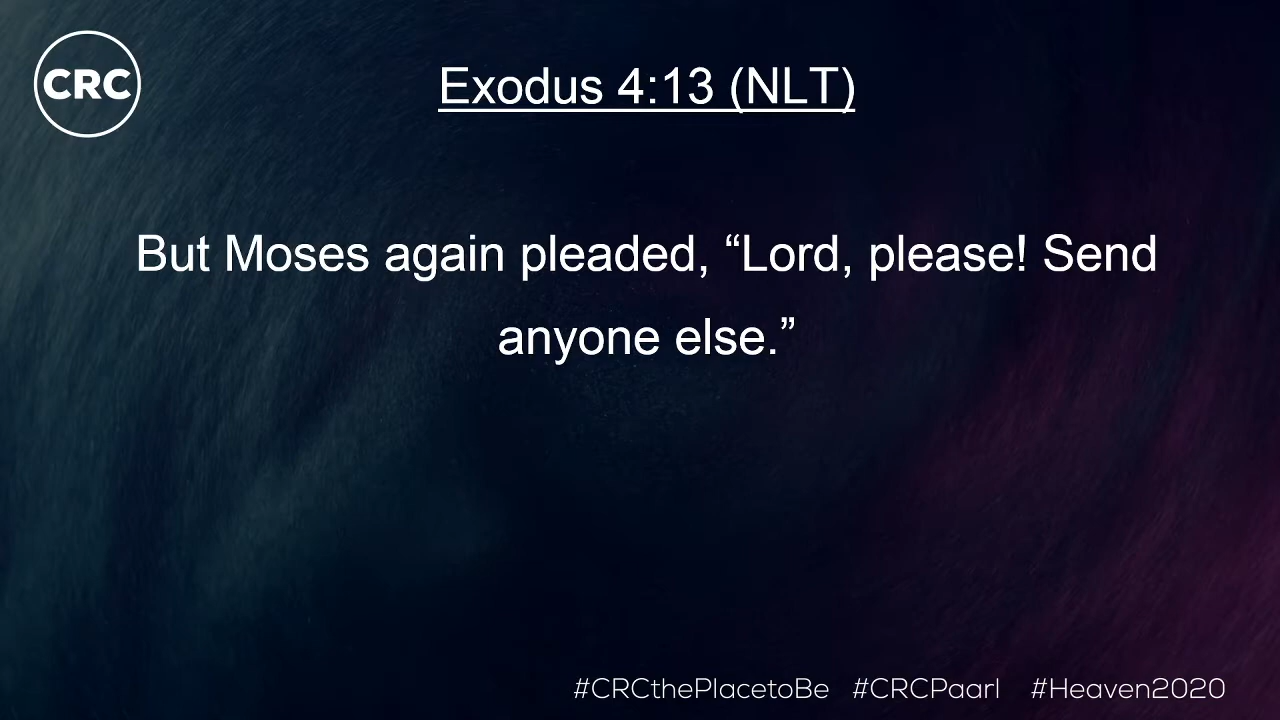 CRC
Exodus 4:13 (NLT)
But Moses again pleaded, “Lord, please! Send
anyone else.”
#CRCthePlacetoBe #CRCPaarl #Heaven2020